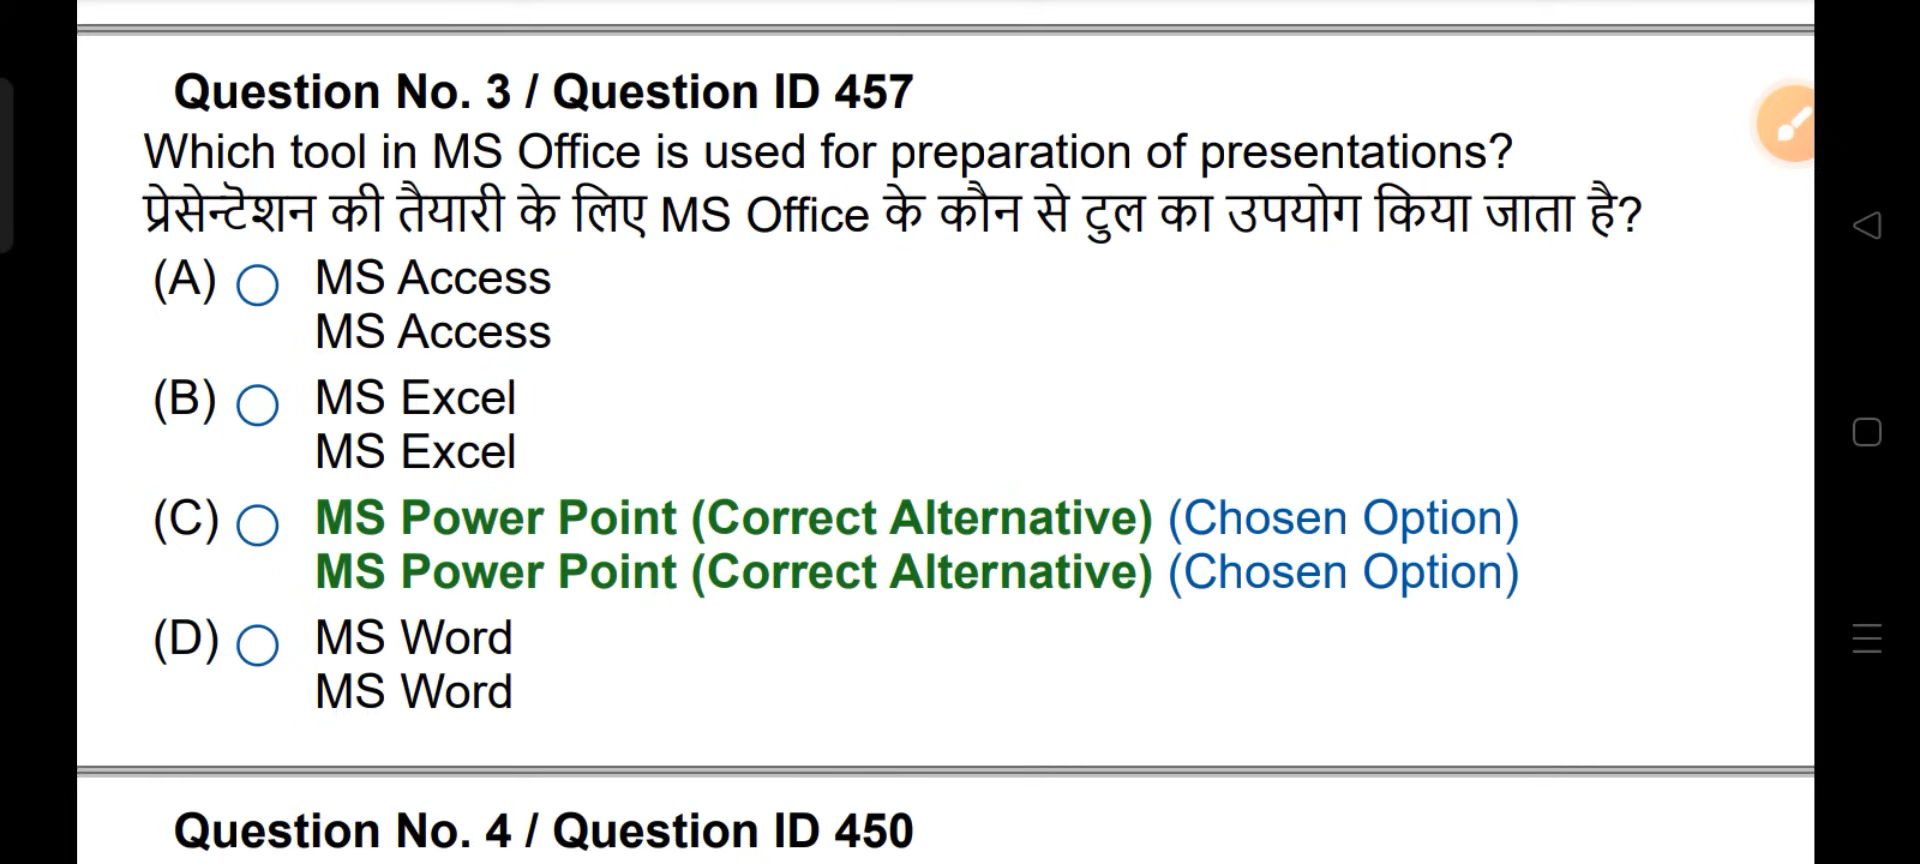 Question No. 3 / Question ID 457
Which tool in MS Office is used for preparation of presentations?
प्रेसेन्टेशन की तैयारी के लिए MS Office के कौन से टुल का उपयोग किया जाता है?
(A) MS Access
MS Access
(B) MS Excel
MS Excel
(C) MS Power Point (Correct Alternative) (Chosen Option)
MS Power Point (Correct Alternative) (Chosen Option)
(D) MS Word
MS Word
Question No. 4 / Question ID 450